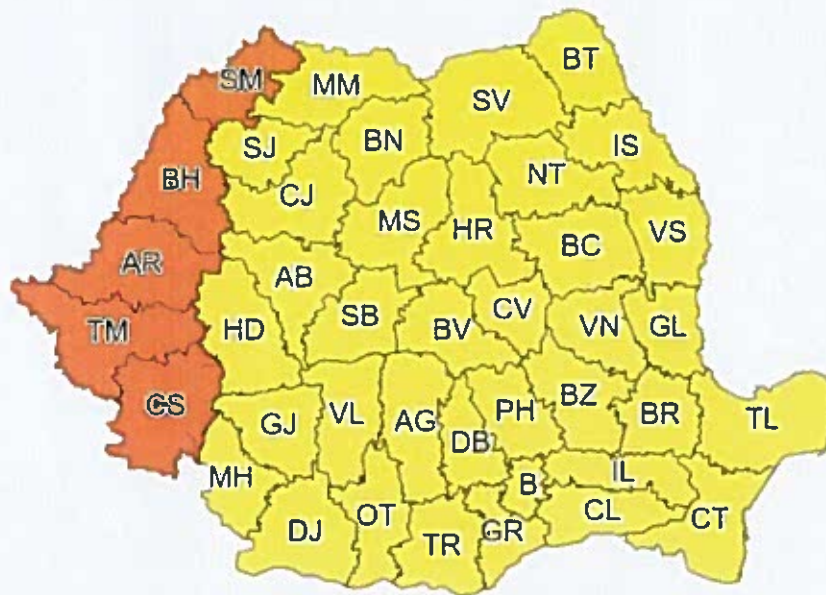 BT
SM
MM
SV
SJ
BN
IS
BH
CJ
NT
MS
HR
VS
BC
AR
AB
TM
HD
SB
BV
CV
VN
GL
CS
GJ
VL
AG
DB
PH
BZ
BR
TL
MH
B
IL
DJ
OT
TR
GR
CL
CT